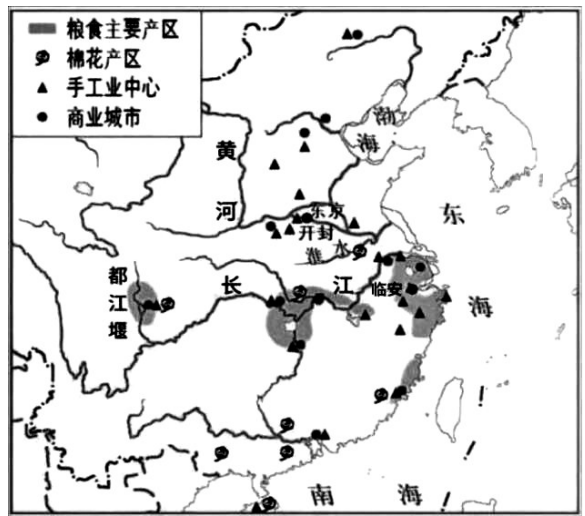 粮食主要产区
棉花产区
手工业中心
商业城市
渤海
黄河
东京
开封
淮水
东海
都江堰
长江
临安
南海